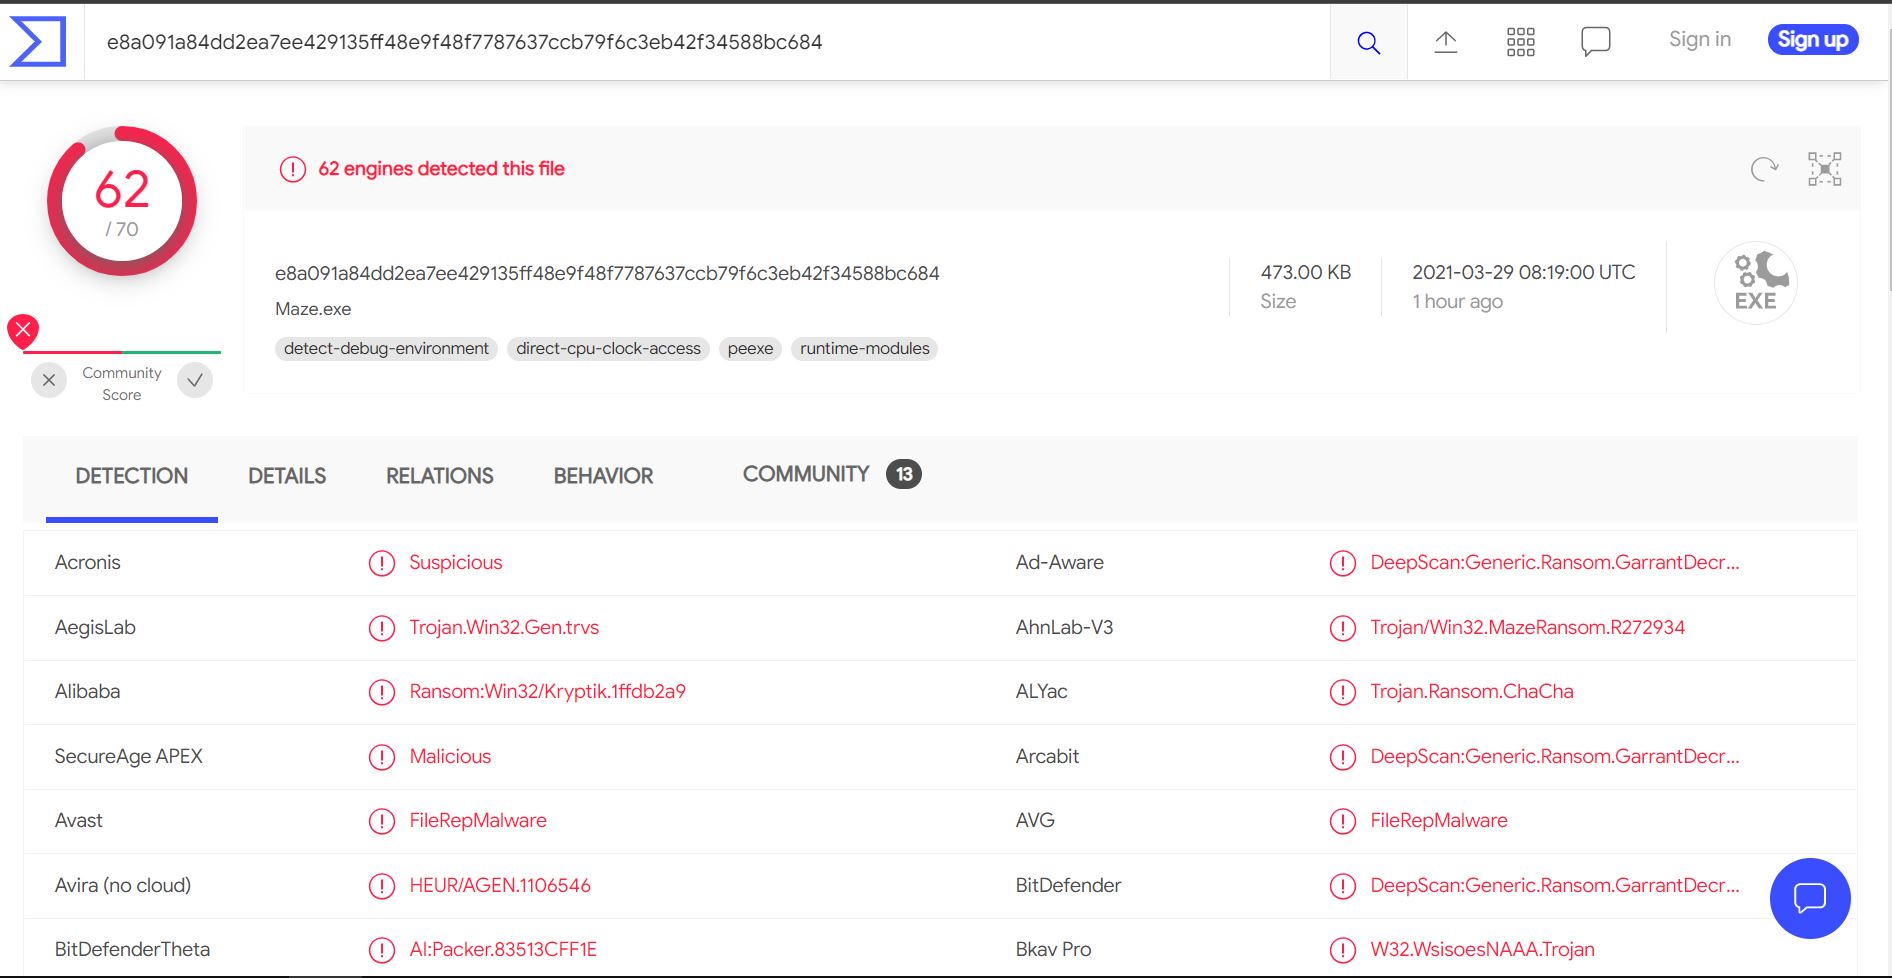 e8a091a84dd2ea7ee429135ff48e9f48f7787637ccb79f6c3eb42f34588bc684
Sign in
Sign up
62
/ 70
Community
Score
62 engines detected this file
e8a091a84dd2ea7ee429135ff48e9f48f7787637ccb79f6c3eb42f34588bc684
Maze.exe
detect-debug-environment direct-cpu-clock-access peexe runtime-modules
473.00 KB
Size
2021-03-29 08:19:00 UTC
1 hour ago
EXE
DETECTION DETAILS RELATIONS BEHAVIOR COMMUNITY 13
Acronis Suspicious Ad-Aware DeepScan:Generic.Ransom.GarrantDecr...
AegisLab Trojan.Win32.Gen.trvs AhnLab-V3 Trojan/Win32.MazeRansom.R272934
Alibaba Ransom:Win32/Kryptik.1ffdb2a9 ALYac Trojan.Ransom.ChaCha
SecureAge APEX Malicious Arcabit DeepScan:Generic.Ransom.GarrantDecr...
Avast FileRepMalware AVG FileRepMalware
Avira (no cloud) HEUR/AGEN.1106546 BitDefender DeepScan:Generic.Ransom.GarrantDecr...
BitDefenderTheta AI:Packer.83513CFF1E Bkav Pro W32.WsisoesNAAA.Trojan